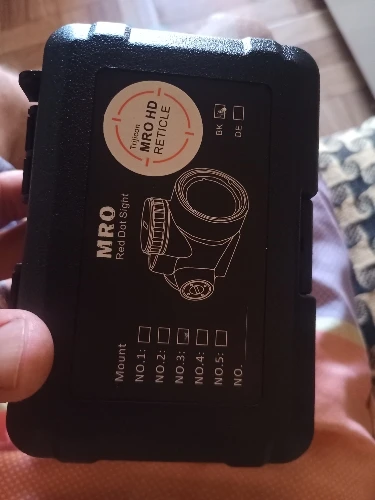 Trijicon
MRO HD
RETICLE
BK
DE
MRO
Red Dot Sight
Mount
NO.1:
NO.2:
NO.3:
NO.4:
NO.5:
NO.